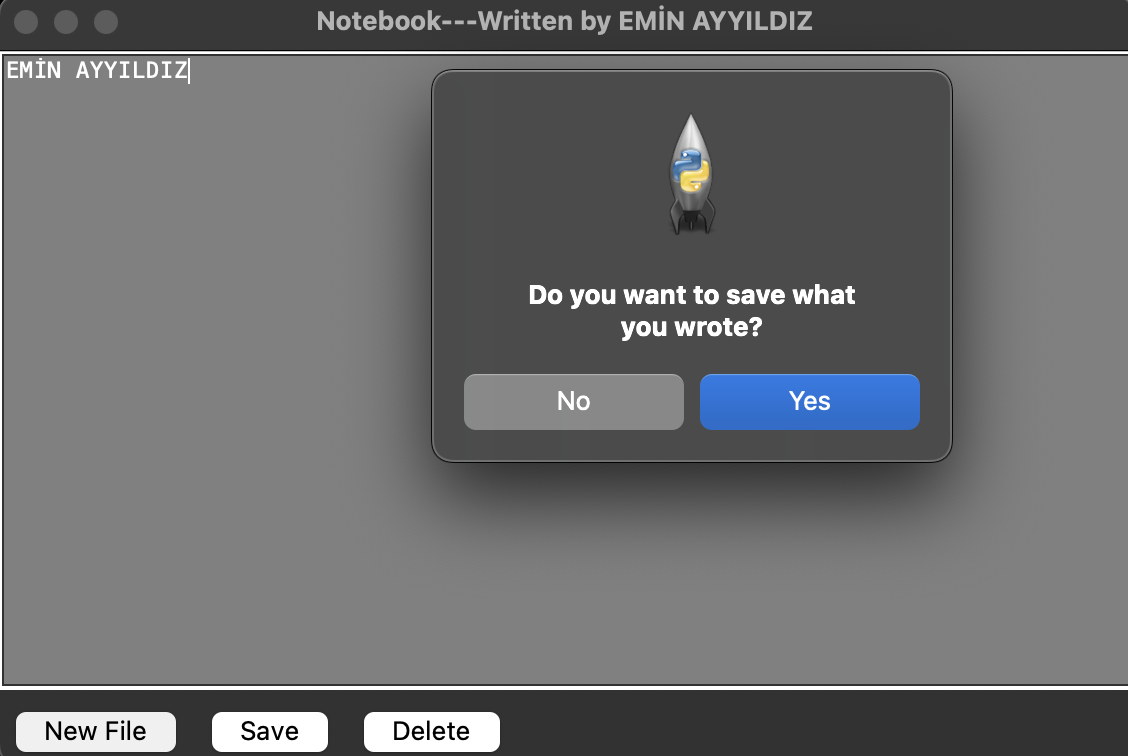 Notebook---Written by EMİN AYYILDIZ
EMİN AYYILDIZ
Do you want to save what
you wrote?
No
Yes
New File
Save
Delete